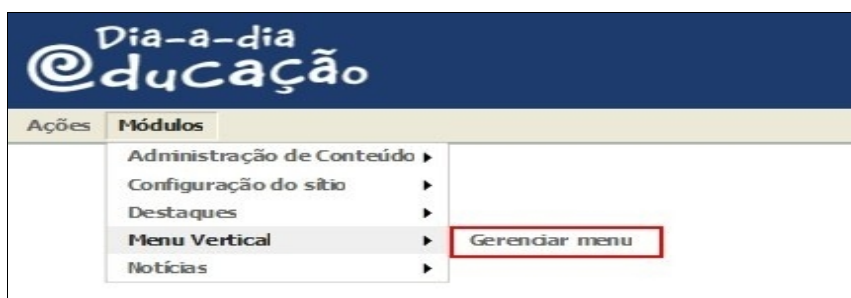 Dia-a-dia
@ducação
Ações Módulos
Administração de Conteúdo
Configuração do sítio
Destaques
Menu Vertical Gerenciar menu
Notícias